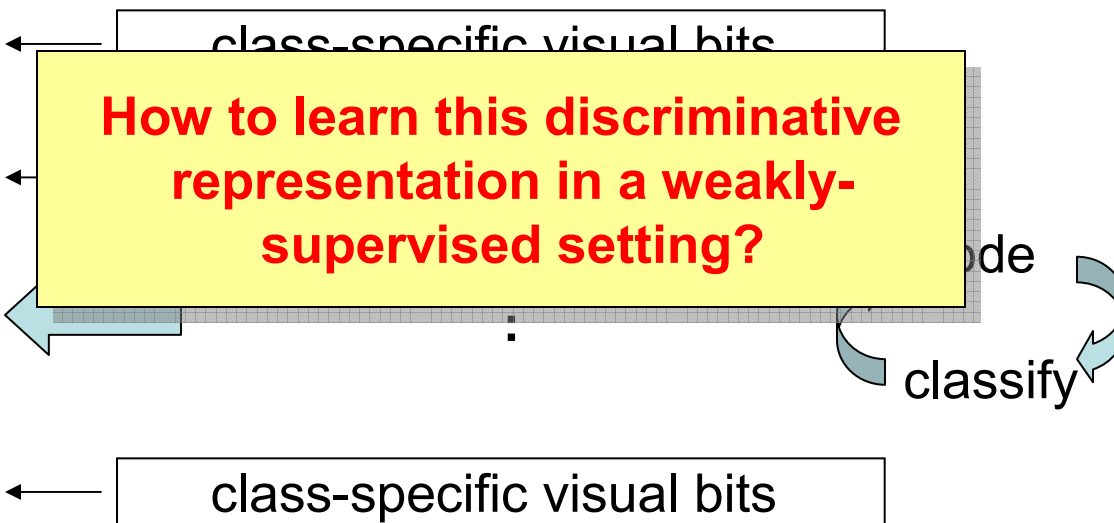 class-specific visual bits
How to learn this discriminative
representation in a weakly-
supervised setting?
:
classify
class-specific visual bits